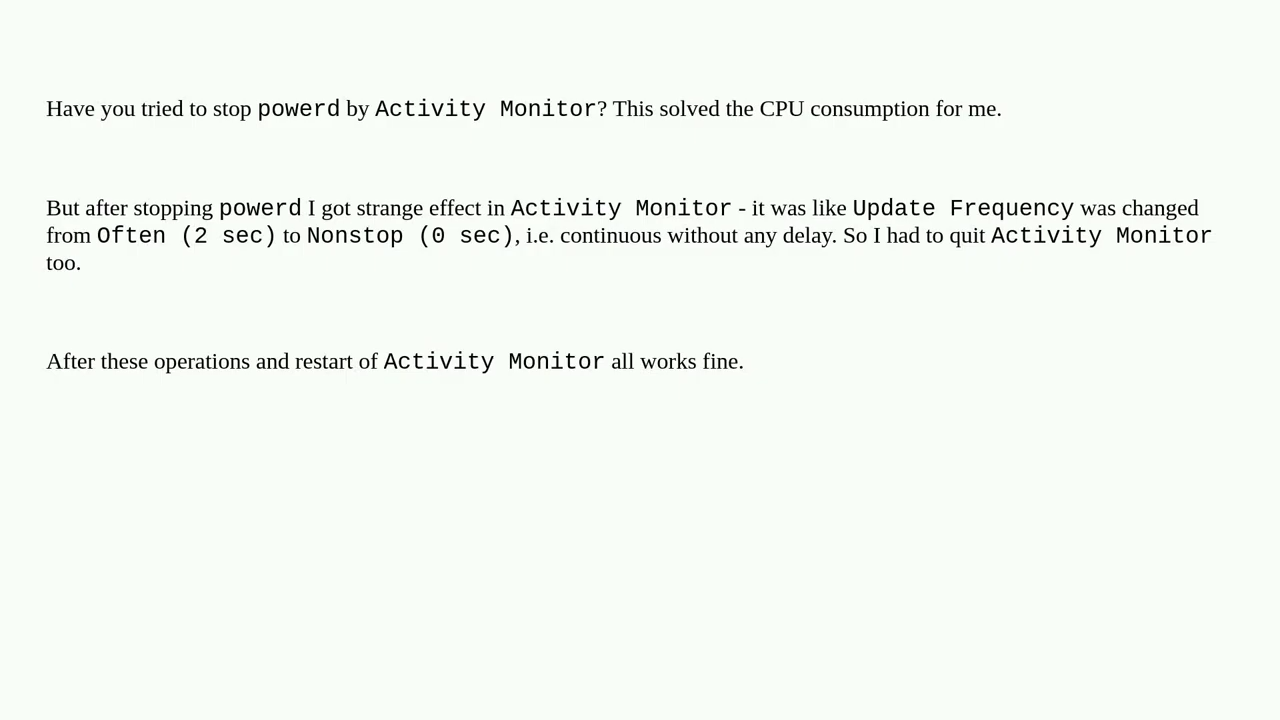 Have you tried to stop powerd by Activity Monitor? This solved the CPU consumption for me.
But after stopping powerd I got strange effect in Activity Monitor - it was like Update Frequency was changed
from Often (2 sec) to Nonstop (0 sec), i.e. continuous without any delay. So I had to quit Activity Monitor
too.
After these operations and restart of Activity Monitor all works fine.